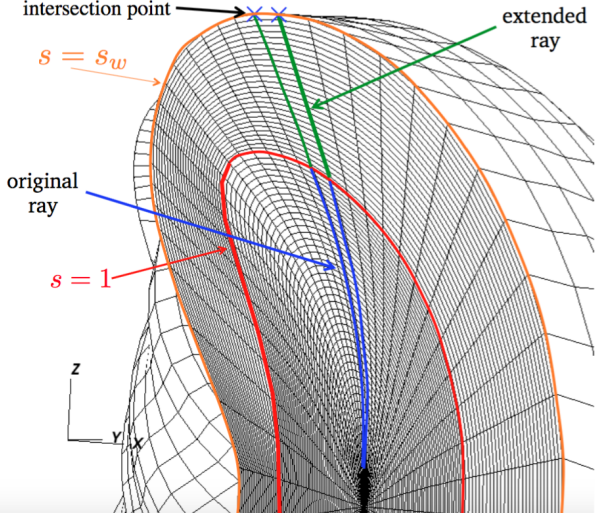 intersection point
extended
ray
s = s_w
original
ray
s = 1
Z
Y
X